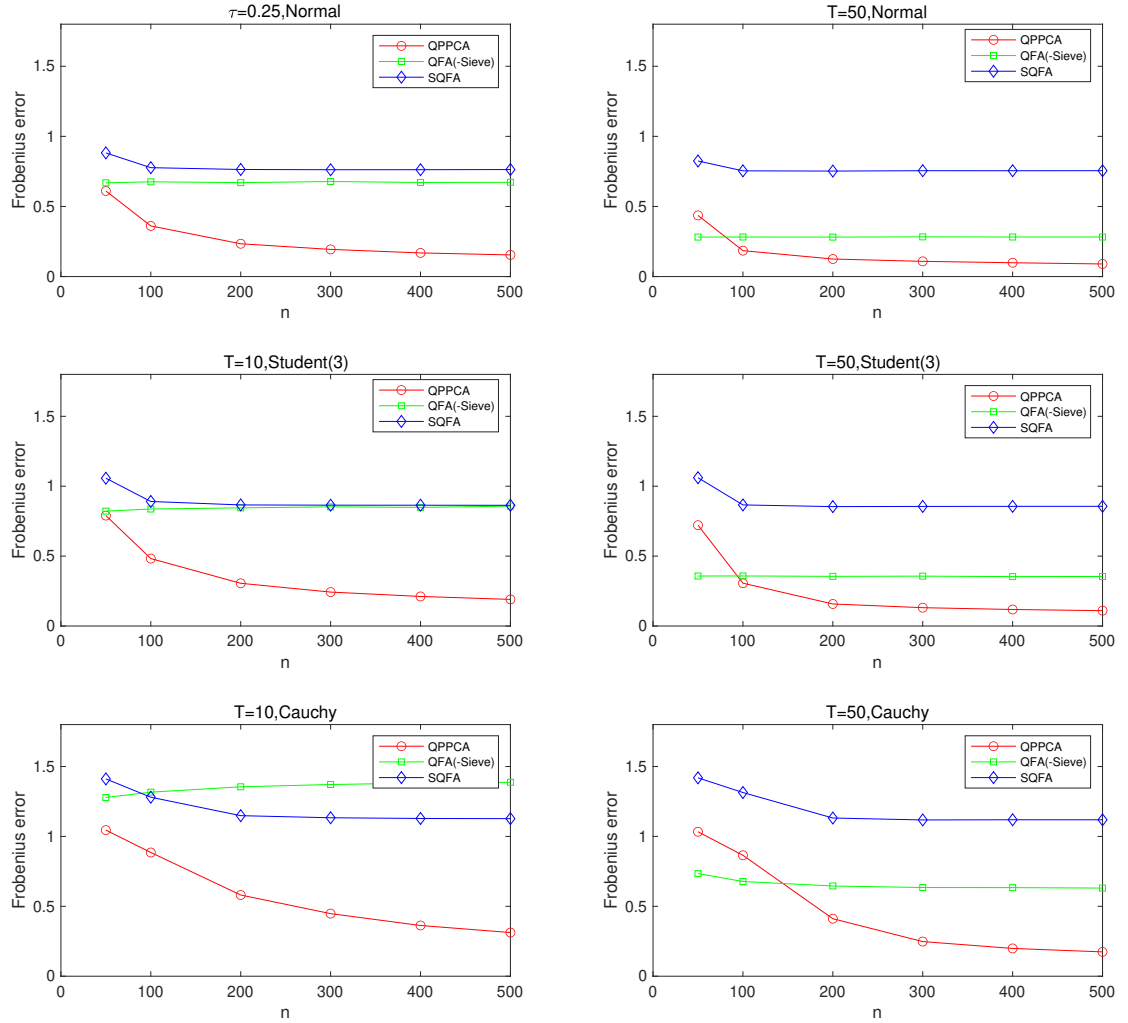 τ=0.25,Normal
Frobenius error
1.5
1
0.5
0
0 100 200 300 400 500
n
QPPCA
QFA(-Sieve)
SQFA
T=50,Normal
Frobenius error
1.5
1
0.5
0
0 100 200 300 400 500
n
QPPCA
QFA(-Sieve)
SQFA
T=10,Student(3)
Frobenius error
1.5
1
0.5
0
0 100 200 300 400 500
n
QPPCA
QFA(-Sieve)
SQFA
T=50,Student(3)
Frobenius error
1.5
1
0.5
0
0 100 200 300 400 500
n
QPPCA
QFA(-Sieve)
SQFA
T=10,Cauchy
Frobenius error
1.5
1
0.5
0
0 100 200 300 400 500
n
QPPCA
QFA(-Sieve)
SQFA
T=50,Cauchy
Frobenius error
1.5
1
0.5
0
0 100 200 300 400 500
n
QPPCA
QFA(-Sieve)
SQFA